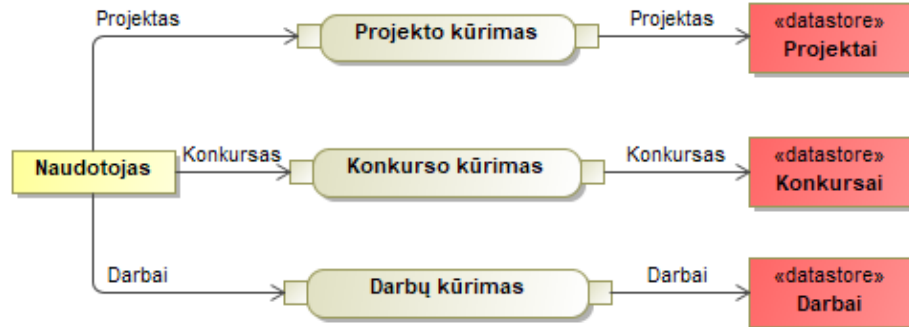 Projektas
Projekto kūrimas
Projektas
«datastore»
Projektai
Naudotojas
Konkursas
Konkurso kūrimas
Konkursas
«datastore»
Konkursai
Darbai
Darbų kūrimas
Darbai
«datastore»
Darbai